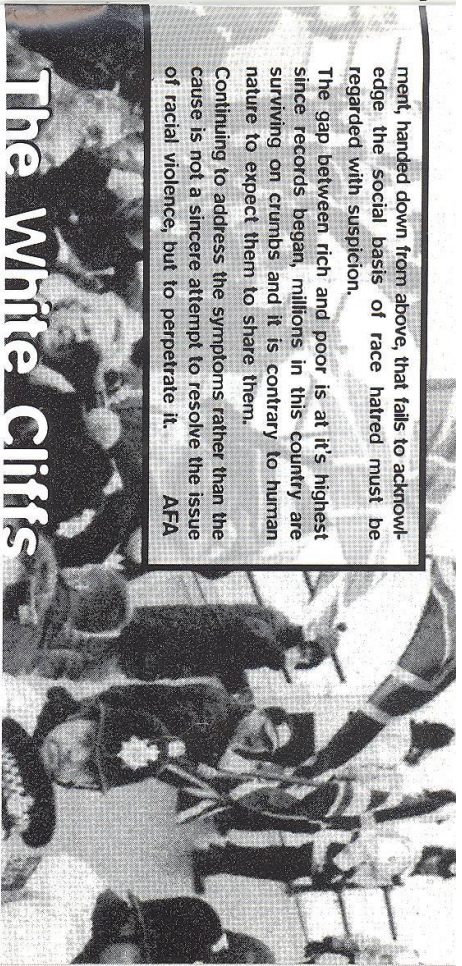 ment, handed down from above, that fails to acknowl-
edge the social basis of race hatred must be
regarded with suspicion.
The gap between rich and poor is at it's highest
since records began, millions in this country are
surviving on crumbs and it is contrary to human
nature to expect them to share them.
Continuing to address the symptoms rather than the
cause is not a sincere attempt to resolve the issue
of racial violence, but to perpetrate it. AFA
The White Cliffs